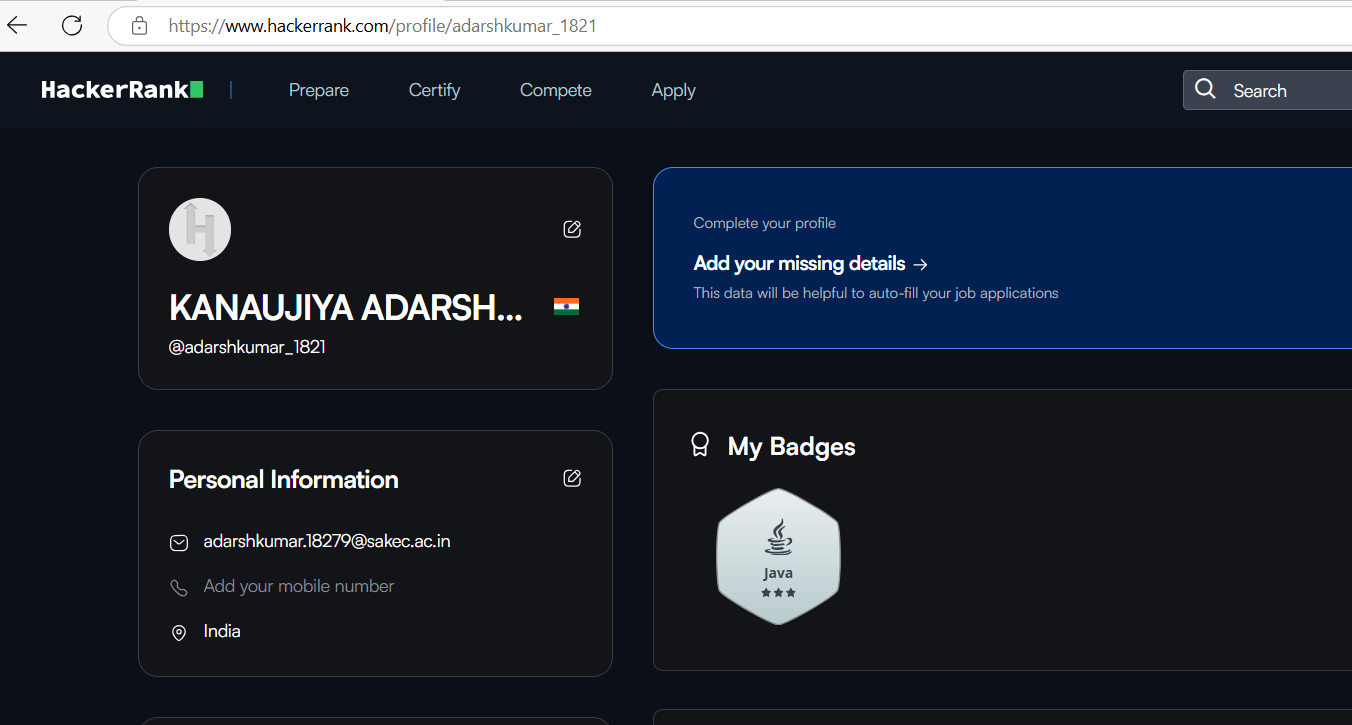 https://www.hackerrank.com/profile/adarshkumar_1821
HackerRank
Prepare
Certify
Compete
Apply
Search
KANAUJIYA ADARSH...
@adarshkumar_1821
Complete your profile
Add your missing details →
This data will be helpful to auto-fill your job applications
Personal Information
adarshkumar.18279@sakec.ac.in
Add your mobile number
India
My Badges
Java